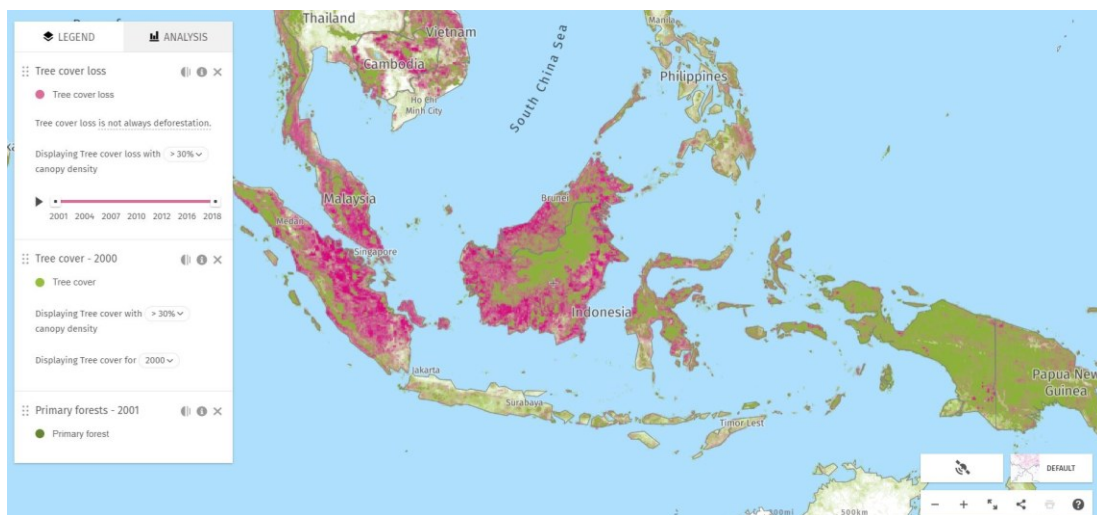 LEGEND
ANALYSIS
Tree cover loss
Tree cover loss
Tree cover loss is not always deforestation.
Displaying Tree cover loss with > 30%
canopy density
2001 2004 2007 2010 2012 2016 2018
Tree cover - 2000
Tree cover
Displaying Tree cover with > 30%
canopy density
Displaying Tree cover for 2000
Primary forests - 2001
Primary forest
Thailand
Vietnam
Cambodia
Ho Chi
Minh City
South China Sea
Manila
Philippines
Brunei
Malaysia
Medan
Singapore
Indonesia
Jakarta
Surabaya
Timor Lest
Papua New
Guinea
DEFAULT
500mi
500km